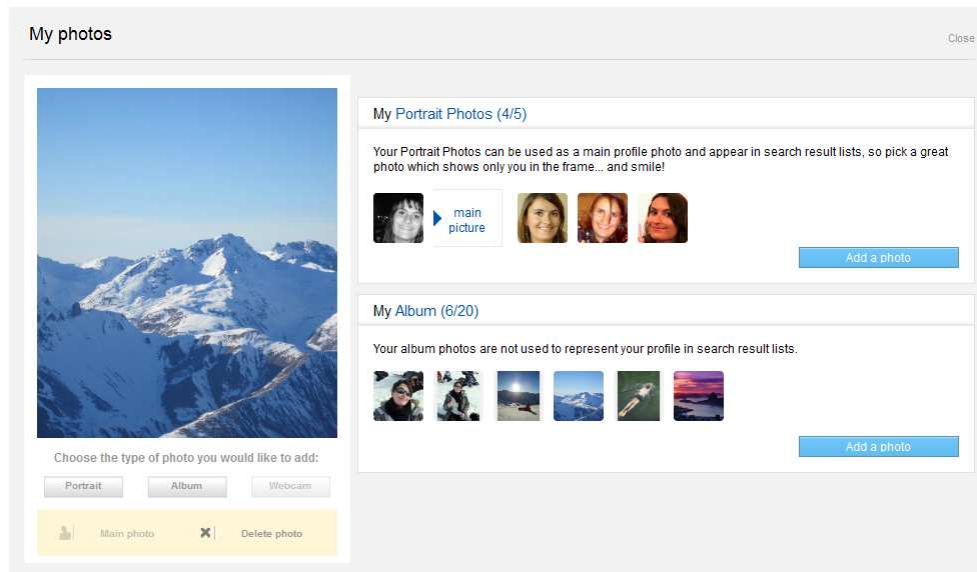 My photos
Close
My Portrait Photos (4/5)
Your Portrait Photos can be used as a main profile photo and appear in search result lists, so pick a great
photo which shows only you in the frame... and smile!
main
picture
Add a photo
My Album (6/20)
Your album photos are not used to represent your profile in search result lists.
Add a photo
Choose the type of photo you would like to add:
Portrait Album Webcam
Main photo Delete photo